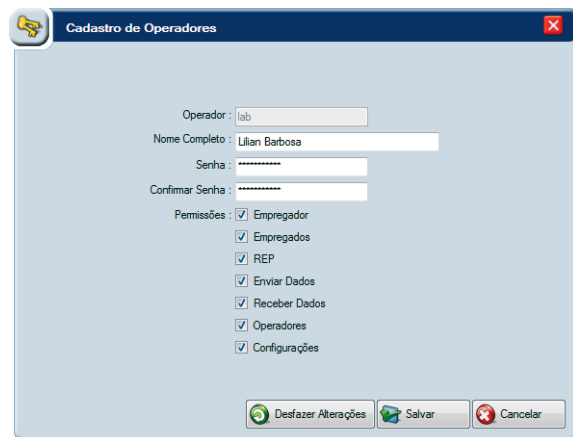 Cadastro de Operadores
Operador : lab
Nome Completo : Lilian Barbosa
Senha : ***********
Confirmar Senha : ***********
Permissões : Empregador
Empregados
REP
Enviar Dados
Receber Dados
Operadores
Configurações
Desfazer Alterações Salvar Cancelar